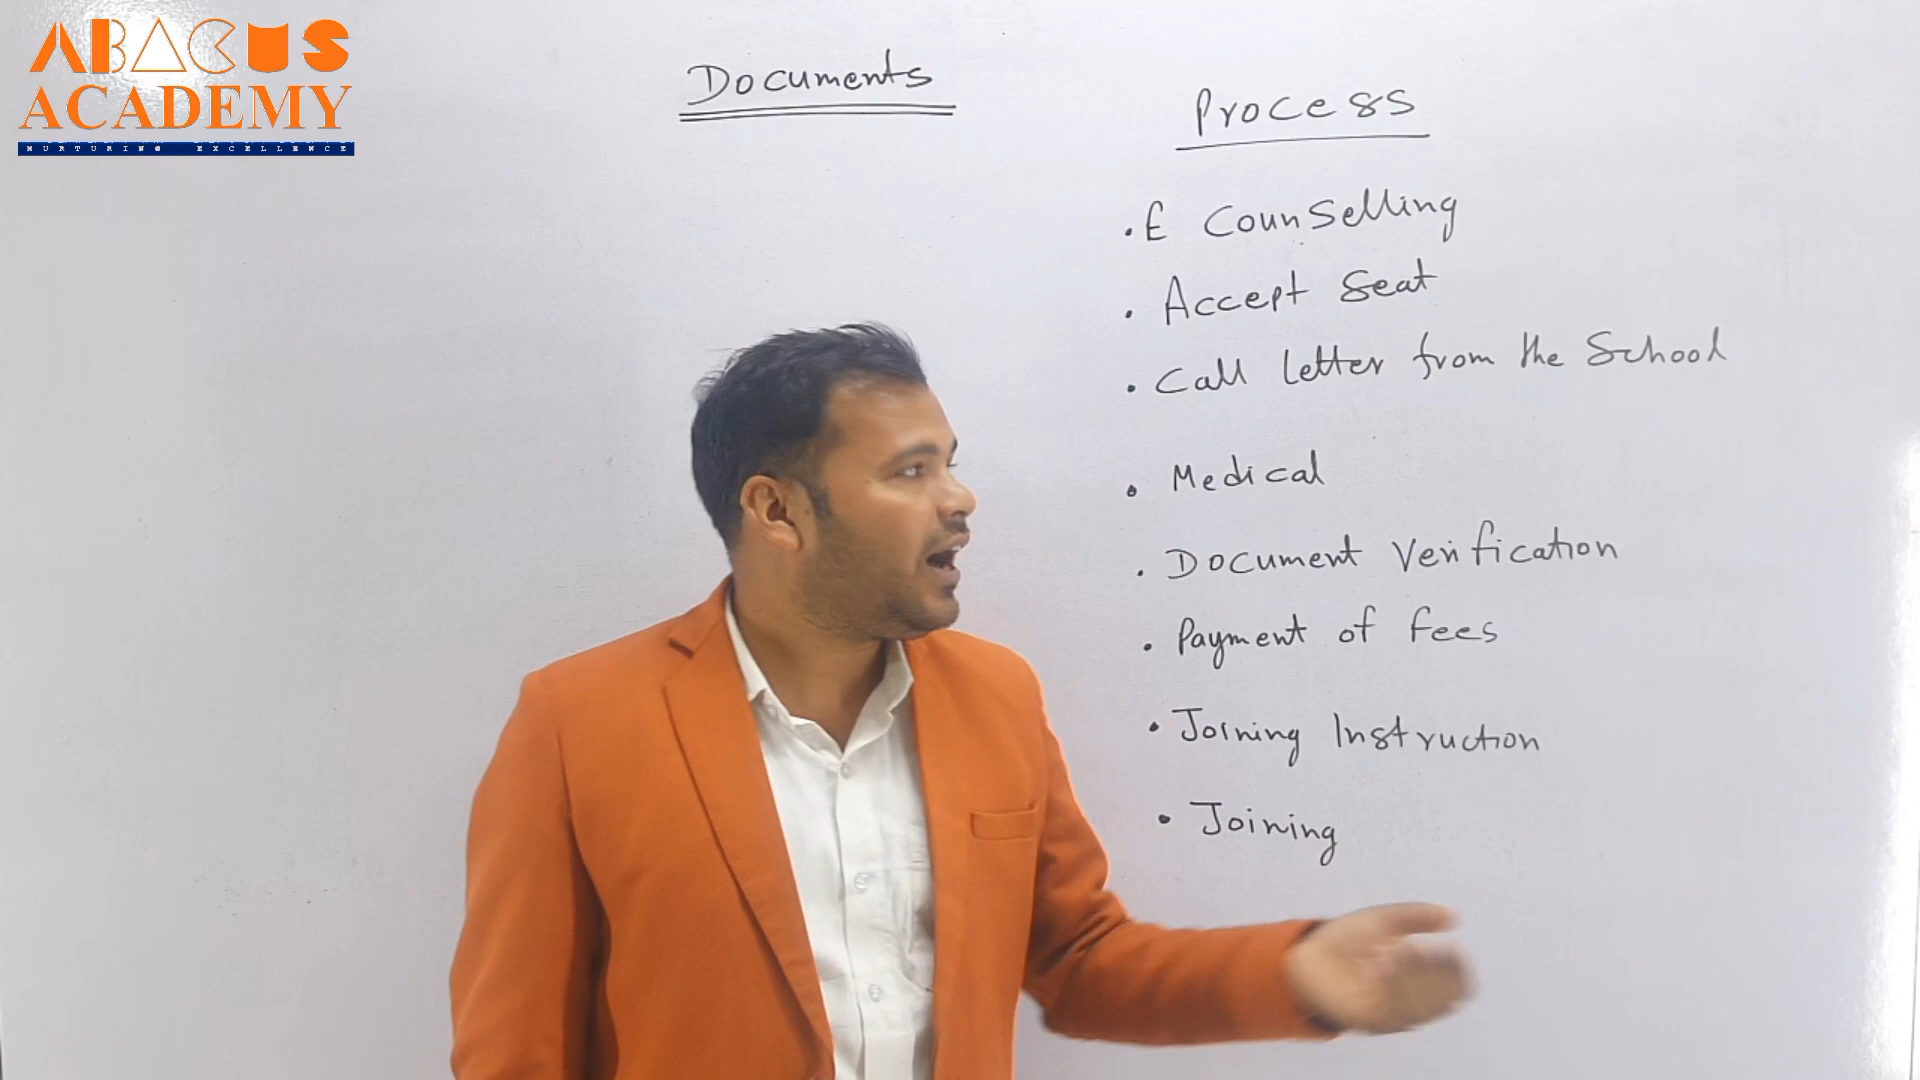 ABACUS
ACADEMY
NURTURING EXCELLENCE
Documents
Process
• E Counselling
• Accept Seat
• Call Letter from the School
• Medical
• Document Verification
• Payment of fees
• Joining Instruction
• Joining